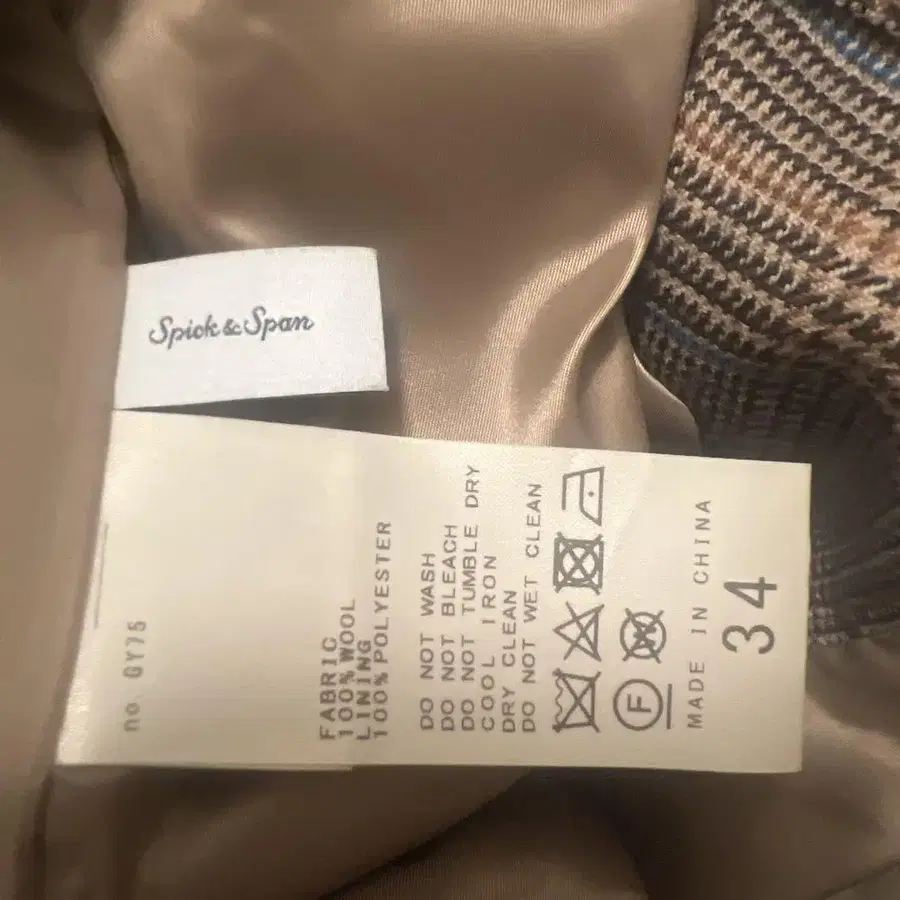 Spick & Span
no. GY75
FABRIC
100%WOOL
LINING
100%POLYESTER
DO NOT WASH
DO NOT BLEACH
DO NOT TUMBLE DRY
COOL IRON
DRY CLEAN
DO NOT WET CLEAN
F W
MADE IN CHINA
34